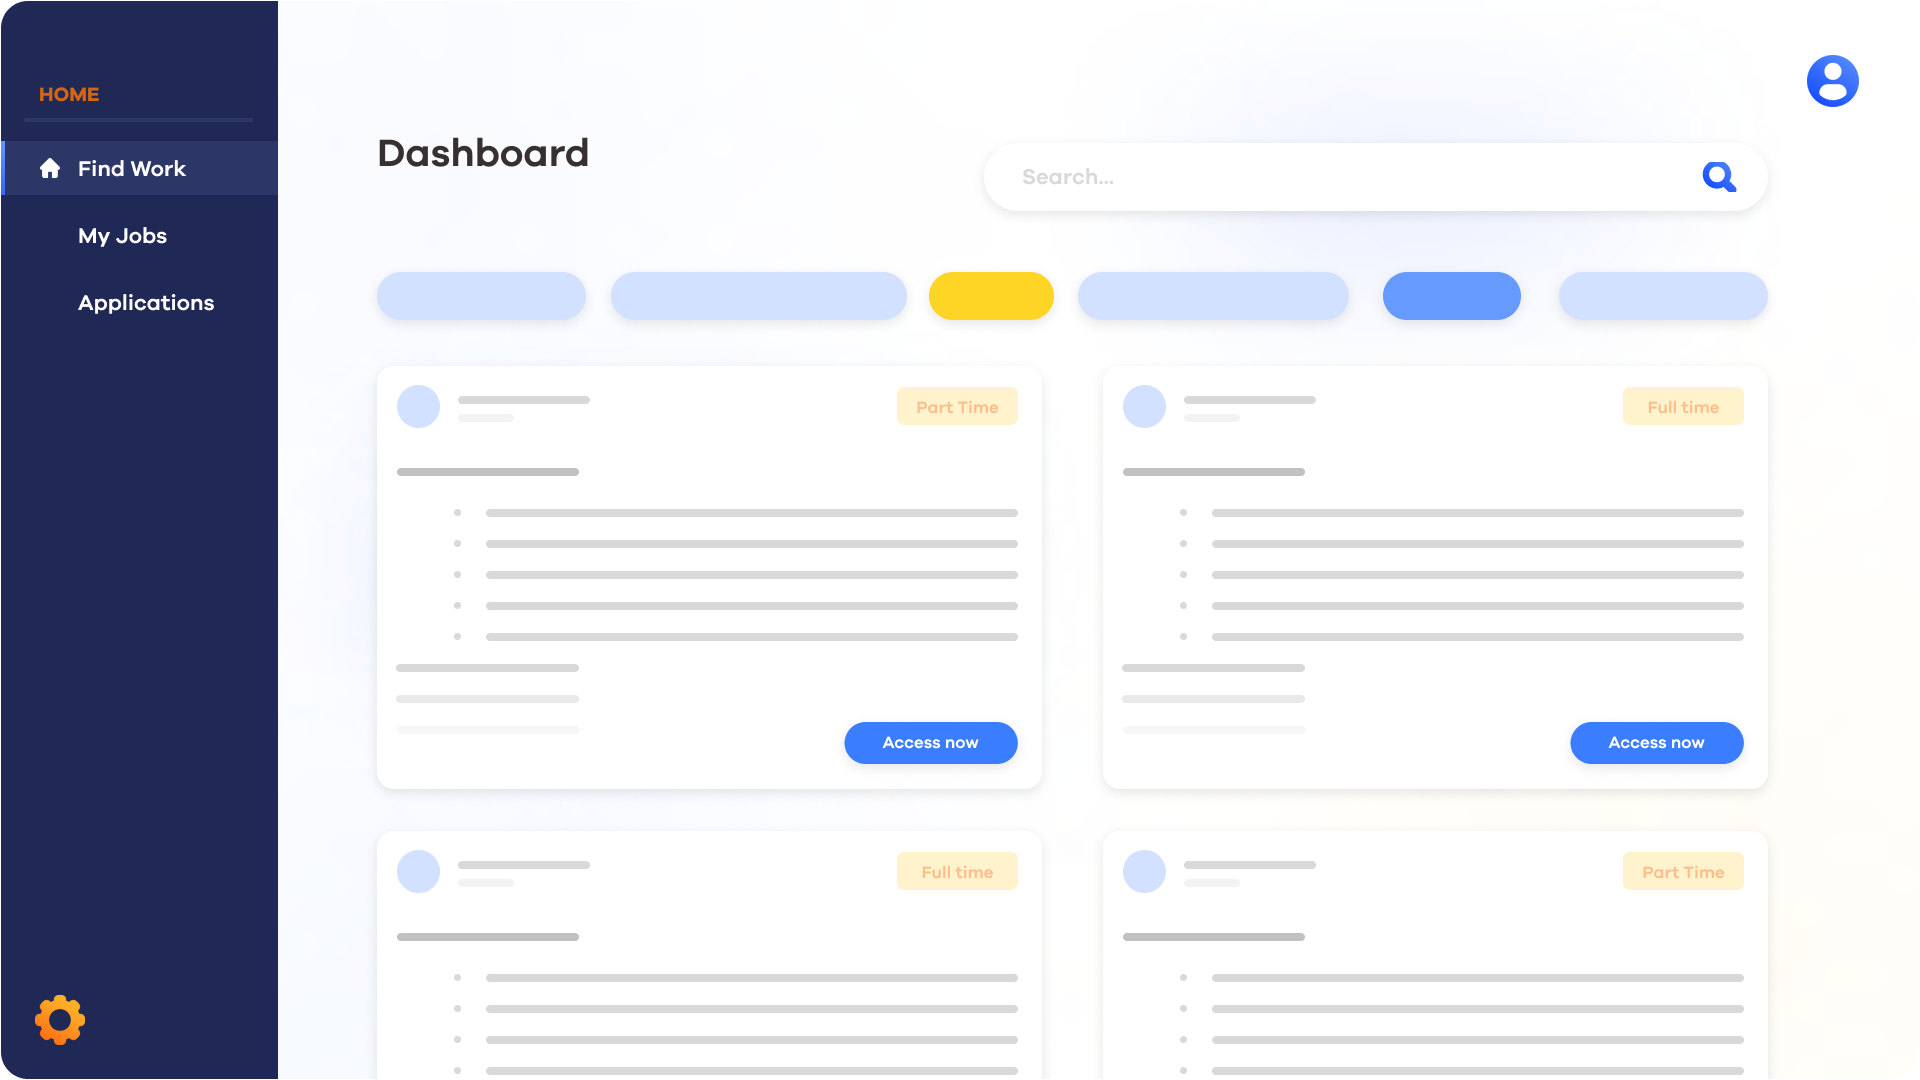 HOME
Find Work
My Jobs
Applications
Dashboard
Search...
Part Time
Full time
Access now
Access now
Full time
Part Time